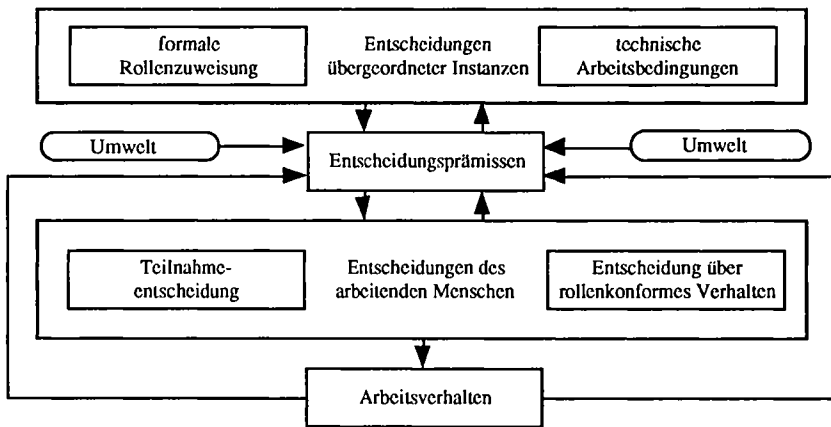 formale
Rollenzuweisung
Entscheidungen
übergeordneter Instanzen
technische
Arbeitsbedingungen
Umwelt
Entscheidungsprämissen
Umwelt
Teilnahme-
entscheidung
Entscheidungen des
arbeitenden Menschen
Entscheidung über
rollenkonformes Verhalten
Arbeitsverhalten